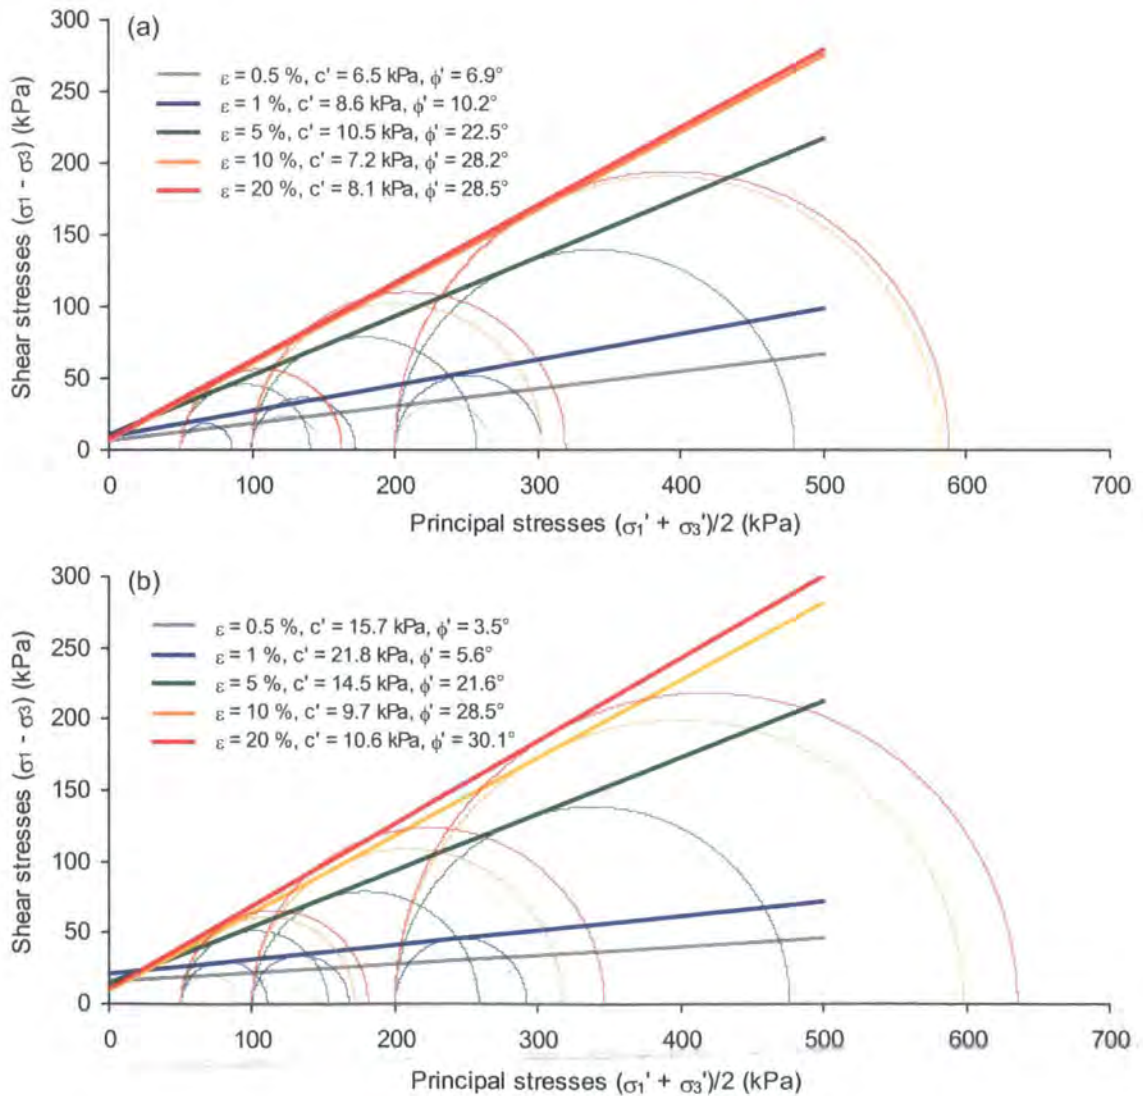 (a)
Shear stresses (σ1 - σ3) (kPa)
300
250
200
150
100
50
0
ε = 0.5 %, c' = 6.5 kPa, ϕ' = 6.9°
ε = 1 %, c' = 8.6 kPa, ϕ' = 10.2°
ε = 5 %, c' = 10.5 kPa, ϕ' = 22.5°
ε = 10 %, c' = 7.2 kPa, ϕ' = 28.2°
ε = 20 %, c' = 8.1 kPa, ϕ' = 28.5°
0 100 200 300 400 500 600 700
Principal stresses (σ1' + σ3')/2 (kPa)
(b)
Shear stresses (σ1 - σ3) (kPa)
300
250
200
150
100
50
0
ε = 0.5 %, c' = 15.7 kPa, ϕ' = 3.5°
ε = 1 %, c' = 21.8 kPa, ϕ' = 5.6°
ε = 5 %, c' = 14.5 kPa, ϕ' = 21.6°
ε = 10 %, c' = 9.7 kPa, ϕ' = 28.5°
ε = 20 %, c' = 10.6 kPa, ϕ' = 30.1°
0 100 200 300 400 500 600 700
Principal stresses (σ1' + σ3')/2 (kPa)